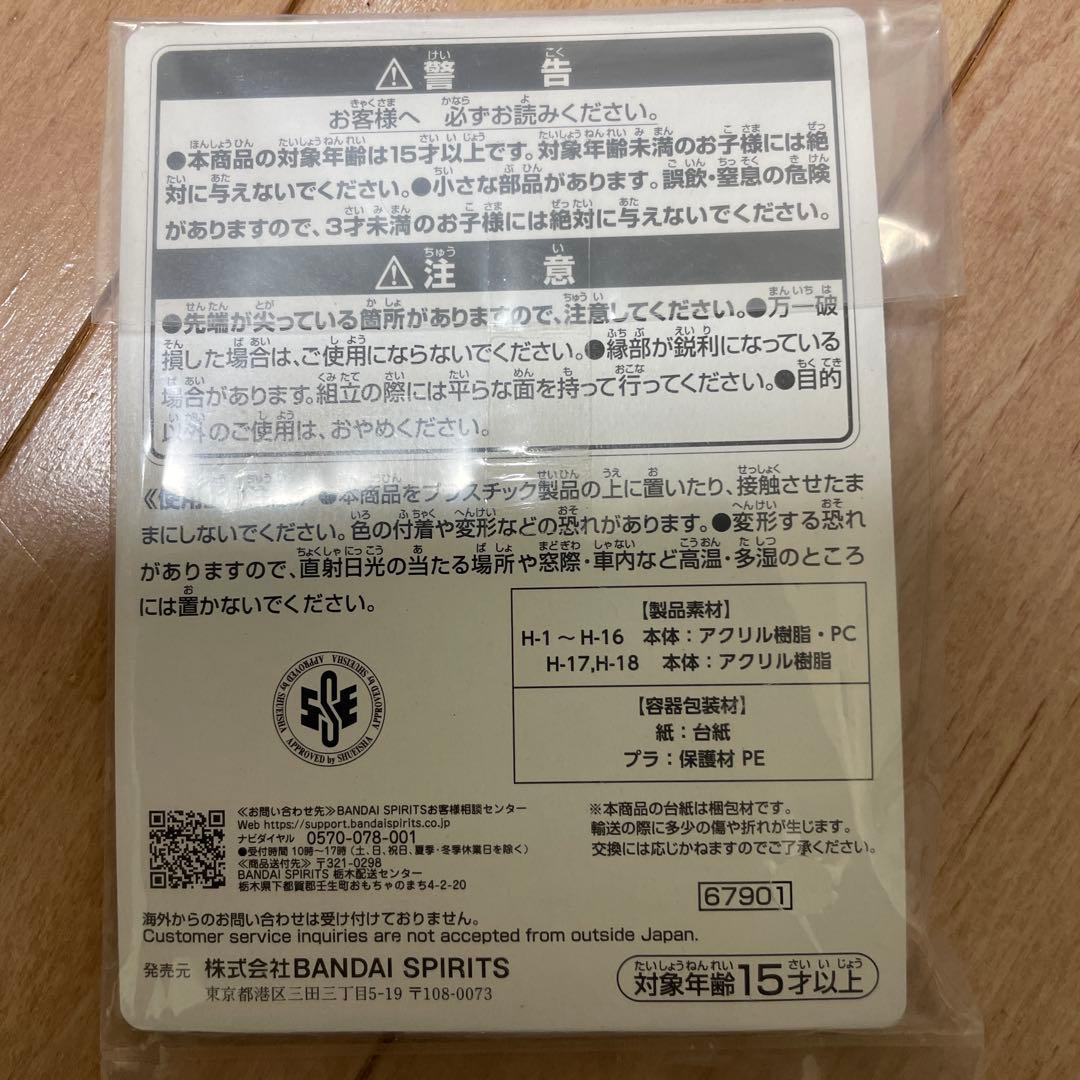 ⚠警告
お客様へ 必ずお読みください。
●本商品の対象年齢は15才以上です。対象年齢未満のお子様には絶
対に与えないでください。●小さな部品があります。誤飲・窒息の危険
がありますので、3才未満のお子様には絶対に与えないでください。
⚠注意
●先端が尖っている箇所がありますので、注意してください。●万一破
損した場合は、ご使用にならないでください。●縁部が鋭利になっている
場合があります。組立の際には平らな面を持って行ってください。●目的
以外のご使用は、おやめください。
《使用 ●本商品をプラスチック製品の上に置いたり、接触させたま
まにしないでください。色の付着や変形などの恐れがあります。●変形する恐れ
がありますので、直射日光の当たる場所や窓際・車内など高温・多湿のところ
には置かないでください。
【製品素材】
H-1～H-16 本体：アクリル樹脂・PC
H-17,H-18 本体：アクリル樹脂
【容器包装材】
紙：台紙
プラ：保護材 PE
APPROVED by SHUEISHA
APPROVED by SHUEISHA
SSE
《お問い合わせ先》BANDAI SPIRITSお客様相談センター
Web https://support.bandaispirits.co.jp
ナビダイヤル 0570-078-001
●受付時間 10時～17時(土、日、祝日、夏季・冬季休業日を除く)
《商品送付先》〒321-0298
BANDAI SPIRITS 栃木配送センター
栃木県下都賀郡壬生町おもちゃのまち4-2-20
※本商品の台紙は梱包材です。
輸送の際に多少の傷や折れが生じます。
交換には応じかねますのでご了承ください。
67901
海外からのお問い合わせは受け付けておりません。
Customer service inquiries are not accepted from outside Japan.
発売元 株式会社BANDAI SPIRITS
東京都港区三田三丁目5-19 〒108-0073
対象年齢15才以上